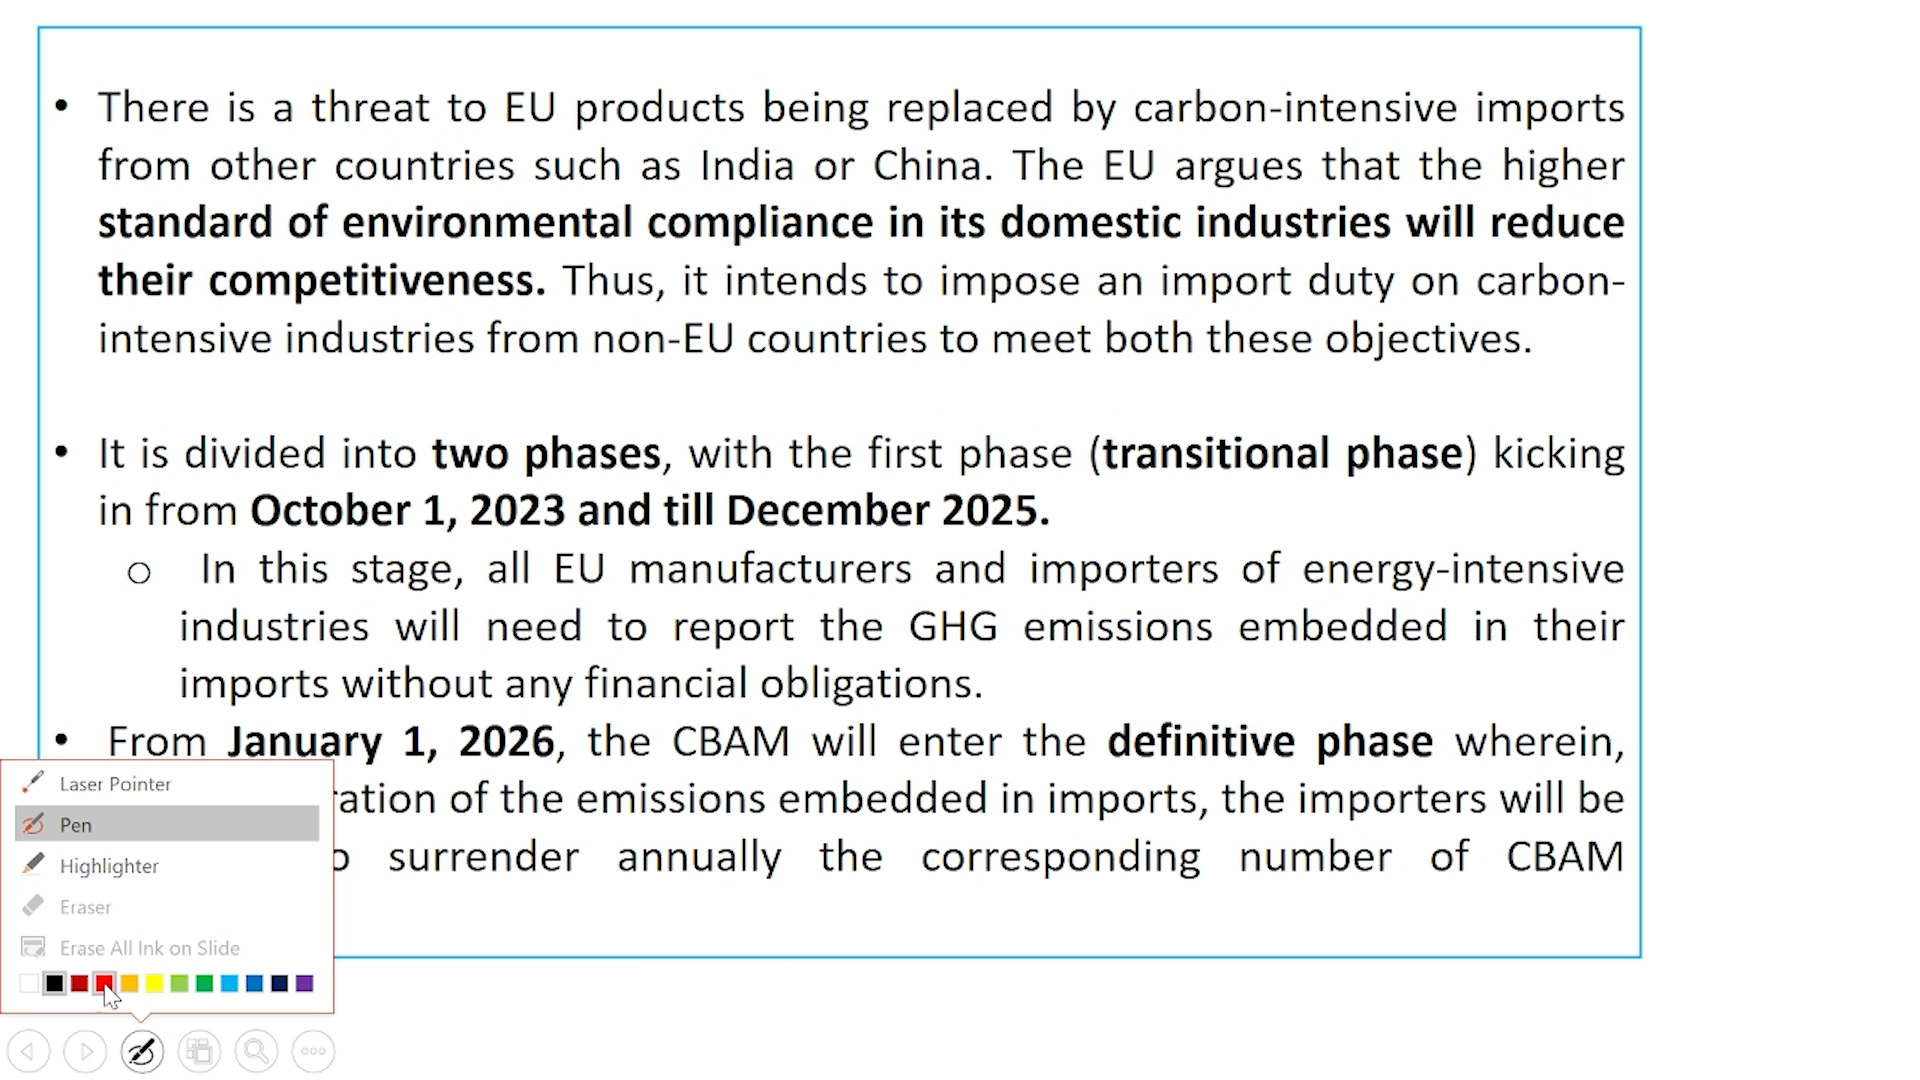 • There is a threat to EU products being replaced by carbon-intensive imports
from other countries such as India or China. The EU argues that the higher
standard of environmental compliance in its domestic industries will reduce
their competitiveness. Thus, it intends to impose an import duty on carbon-
intensive industries from non-EU countries to meet both these objectives.
• It is divided into two phases, with the first phase (transitional phase) kicking
in from October 1, 2023 and till December 2025.
o In this stage, all EU manufacturers and importers of energy-intensive
industries will need to report the GHG emissions embedded in their
imports without any financial obligations.
• From January 1, 2026, the CBAM will enter the definitive phase wherein,
of the emissions embedded in imports, the importers will be
surrender annually the corresponding number of CBAM
Laser Pointer
Pen
Highlighter
Eraser
Erase All Ink on Slide